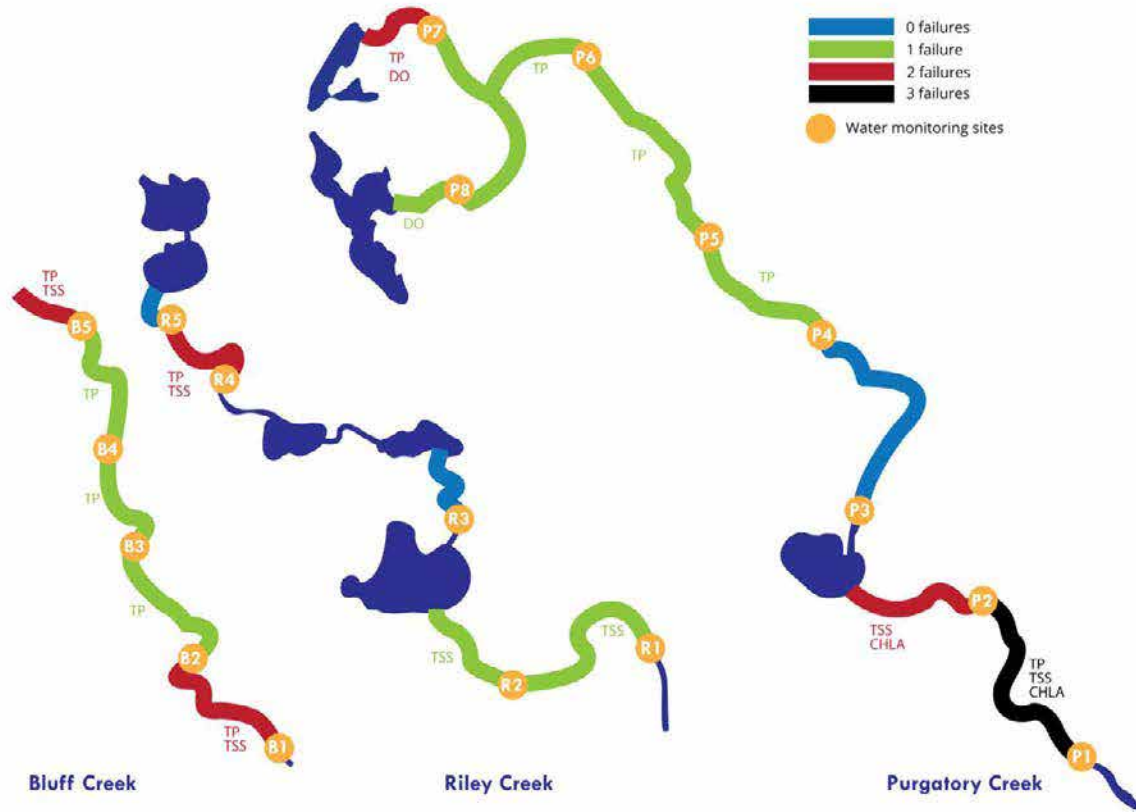 0 failures
1 failure
2 failures
3 failures
Water monitoring sites
P7
TP
DO
P6
TP
TP
P8
DO
P5
TP
P4
P3
P2
TSS
CHLA
TP
TSS
CHLA
P1
Purgatory Creek
R5
TP
TSS
R4
R3
TSS
R2
TSS
R1
Riley Creek
TP
TSS
B5
TP
B4
TP
B3
TP
B2
TP
TSS
B1
Bluff Creek